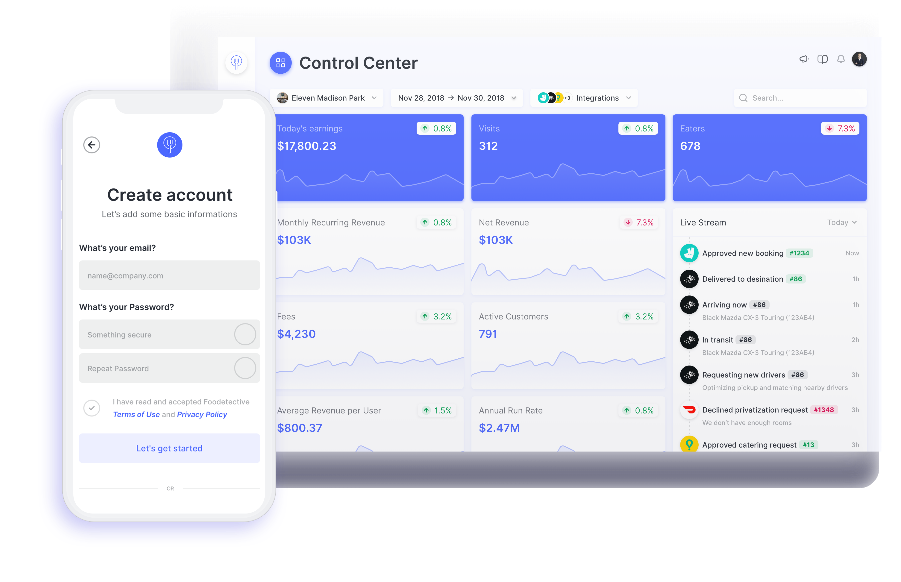 Control Center
Eleven Madison Park
Nov 28, 2018 → Nov 30, 2018
+3
Integrations
Search...
Today's earnings
0.8%
$17,800.23
Visits
0.8%
312
Eaters
7.3%
678
Monthly Recurring Revenue
0.8%
$103K
Net Revenue
7.3%
$103K
Fees
3.2%
$4,230
Active Customers
3.2%
791
Average Revenue per User
1.5%
$800.37
Annual Run Rate
0.8%
$2.47M
Live Stream
Today
Approved new booking #1234
Now
Delivered to desination #86
1h
Arriving now #86
1h
Black Mazda CX-3 Touring (123AB4)
In transit #86
2h
Black Mazda CX-3 Touring (123AB4)
Requesting new drivers #86
3h
Optimizing pickup and matching nearby drivers
Declined privatization request #1348
3h
We don't have enough rooms
Approved catering request #13
3h
Create account
Let's add some basic informations
What's your email?
name@company.com
What's your Password?
Something secure
Repeat Password
I have read and accepted Foodetective
Terms of Use and Privacy Policy
Let's get started
OR